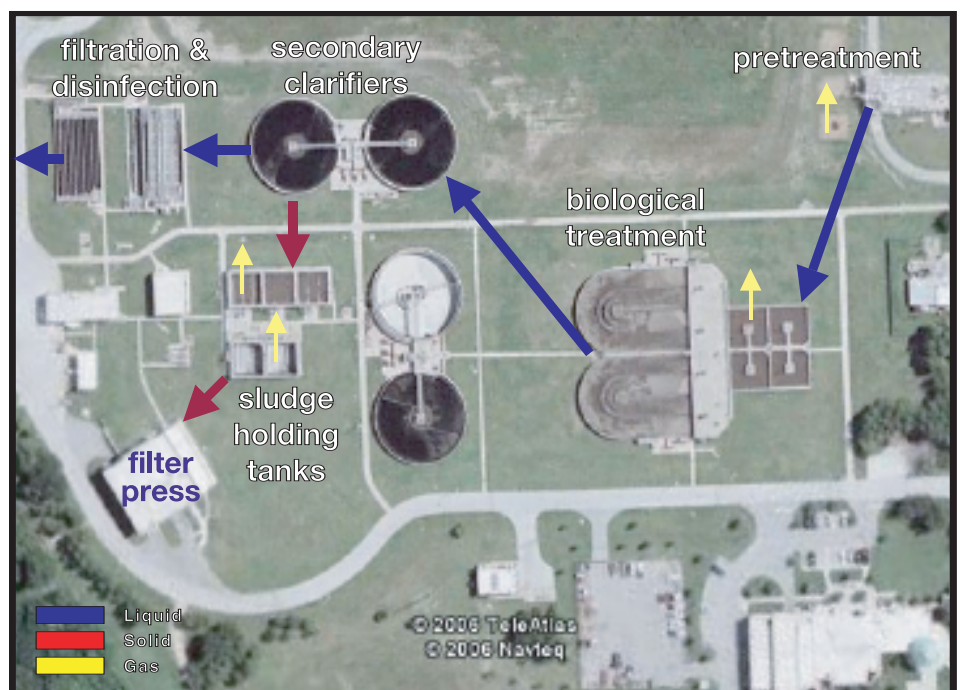 filtration &
disinfection
secondary
clarifiers
pretreatment
biological
treatment
sludge
holding
tanks
filter
press
Liquid
Solid
Gas
© 2006 TeleAtlas
© 2006 Navteq